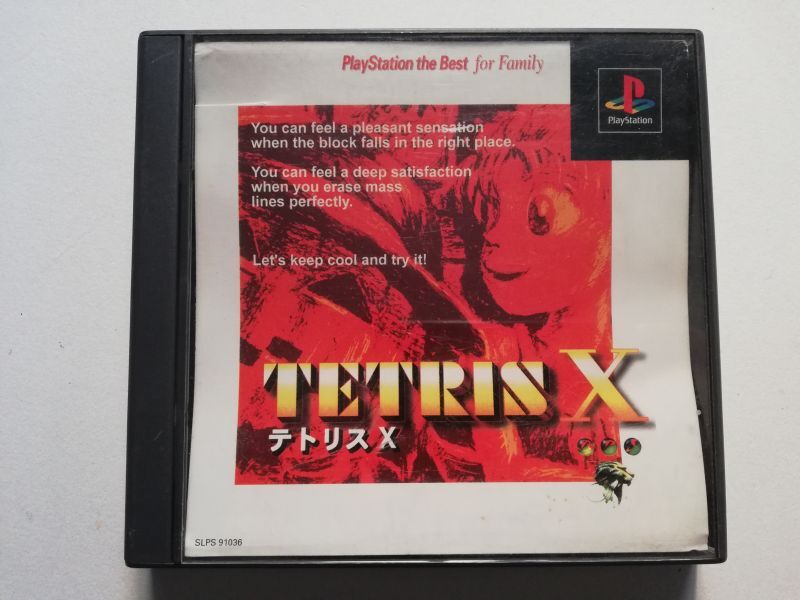 PlayStation the Best for Family
PlayStation
You can feel a pleasant sensation
when the block falls in the right place.
You can feel a deep satisfaction
when you erase mass
lines perfectly.
Let's keep cool and try it!
TETRIS X
テトリス X
SLPS 91036